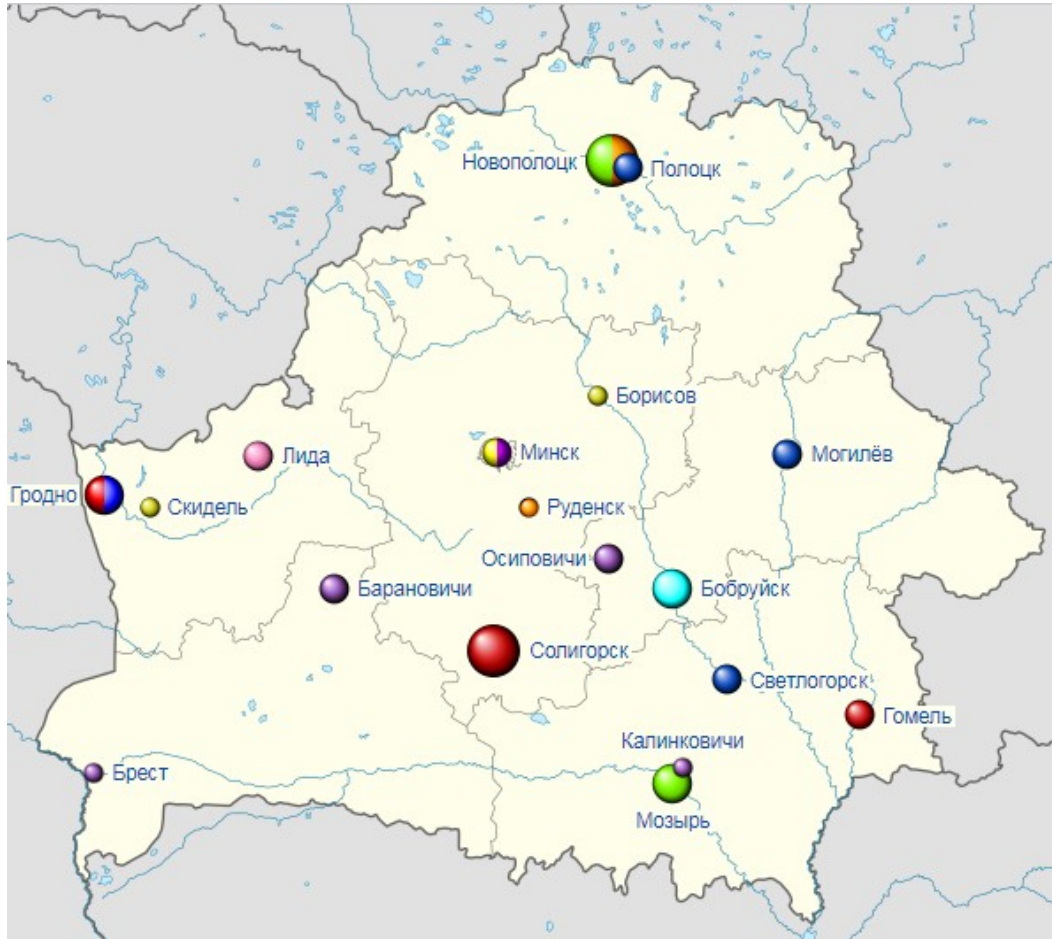 Новополоцк
Полоцк
Борисов
Лида
Минск
Могилёв
Гродно
Скидель
Руденск
Осиповичи
Барановичи
Бобруйск
Солигорск
Светлогорск
Гомель
Калинковичи
Брест
Мозырь